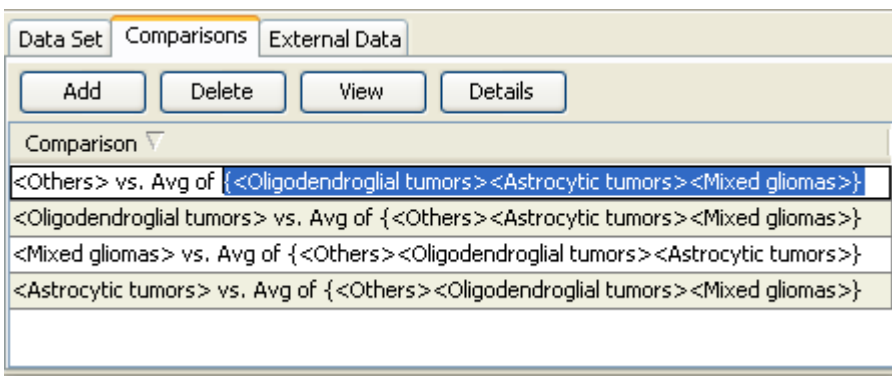 Data Set Comparisons External Data
Add Delete View Details
Comparison
<Others> vs. Avg of {<Oligodendroglial tumors><Astrocytic tumors><Mixed gliomas>}
<Oligodendroglial tumors> vs. Avg of {<Others><Astrocytic tumors><Mixed gliomas>}
<Mixed gliomas> vs. Avg of {<Others><Oligodendroglial tumors><Astrocytic tumors>}
<Astrocytic tumors> vs. Avg of {<Others><Oligodendroglial tumors><Mixed gliomas>}